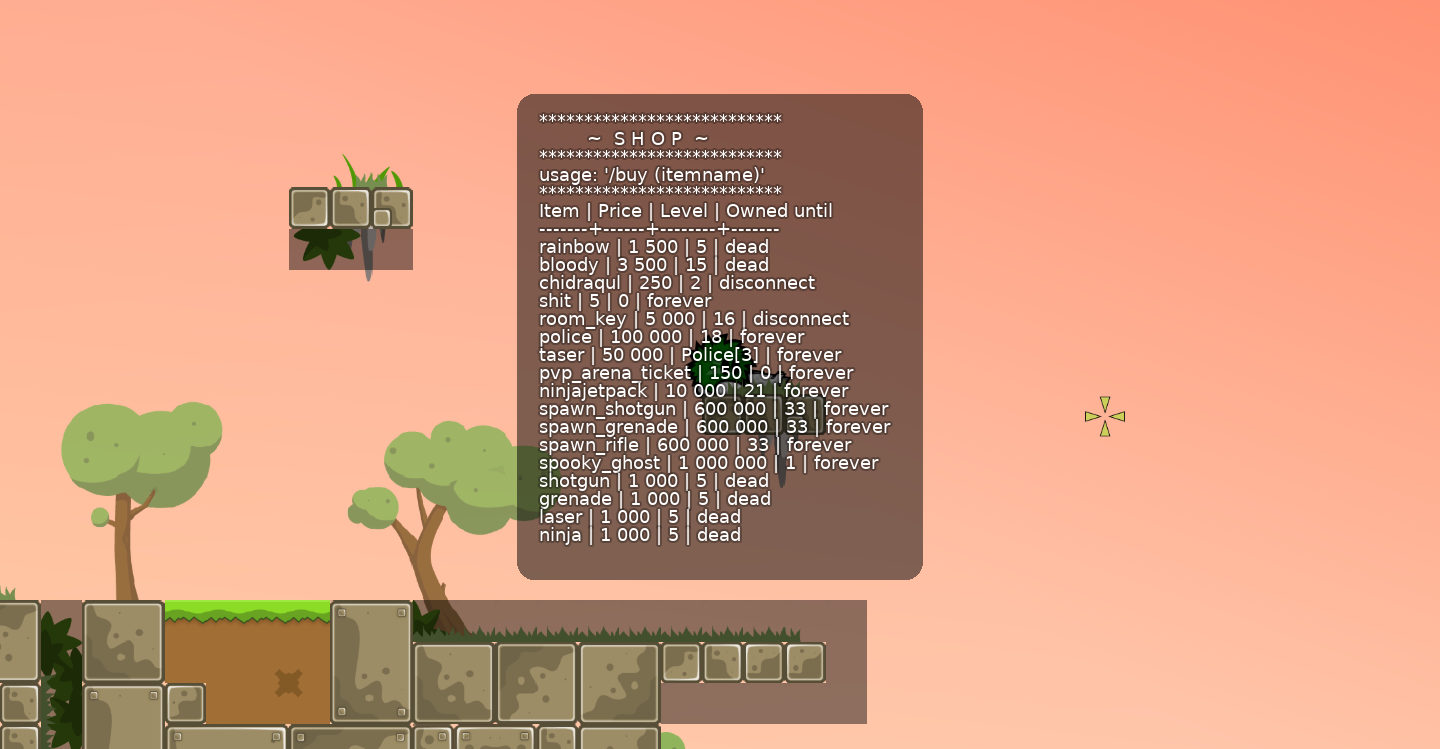 ***************************
~ S H O P ~
***************************
usage: '/buy (itemname)'
***************************
Item | Price | Level | Owned until
-------+------+--------+-------
rainbow | 1 500 | 5 | dead
bloody | 3 500 | 15 | dead
chidraqul | 250 | 2 | disconnect
shit | 5 | 0 | forever
room_key | 5 000 | 16 | disconnect
police | 100 000 | 18 | forever
taser | 50 000 | Police[3] | forever
pvp_arena_ticket | 150 | 0 | forever
ninjajetpack | 10 000 | 21 | forever
spawn_shotgun | 600 000 | 33 | forever
spawn_grenade | 600 000 | 33 | forever
spawn_rifle | 600 000 | 33 | forever
spooky_ghost | 1 000 000 | 1 | forever
shotgun | 1 000 | 5 | dead
grenade | 1 000 | 5 | dead
laser | 1 000 | 5 | dead
ninja | 1 000 | 5 | dead